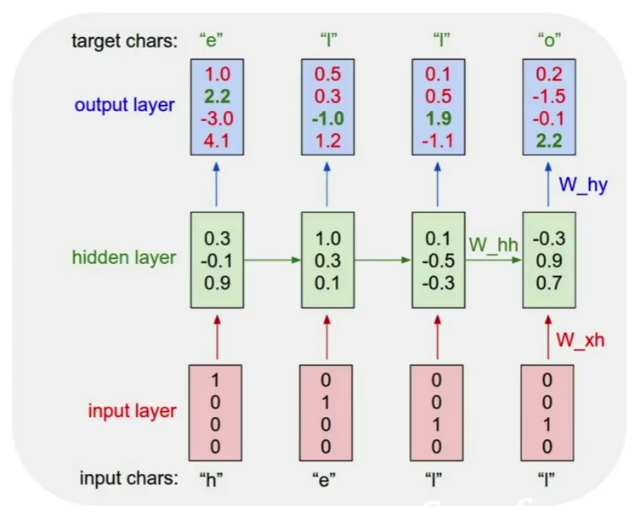 target chars: “e” “l” “l” “o”
output layer
1.0 0.5 0.1 0.2
2.2 0.3 0.5 -1.5
-3.0 -1.0 1.9 -0.1
4.1 1.2 -1.1 2.2
W_hy
hidden layer
0.3 1.0 0.1 -0.3
-0.1 0.3 -0.5 0.9
0.9 0.1 -0.3 0.7
W_hh
W_xh
input layer
1 0 0 0
0 1 0 0
0 0 1 1
0 0 0 0
input chars: “h” “e” “l” “l”